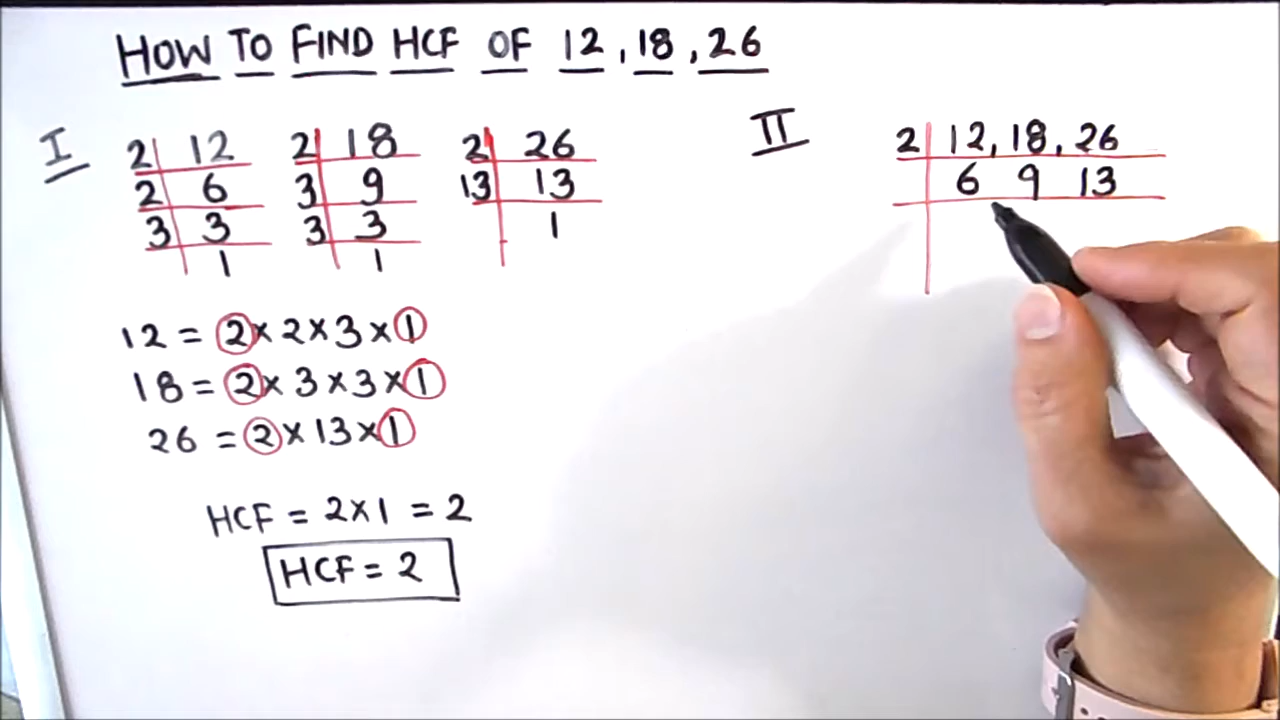 HOW TO FIND HCF OF 12, 18, 26
I
2 12
2 6
3 3
1
2 18
3 9
3 3
1
2 26
13 13
1
12 = 2 × 2 × 3 × 1
18 = 2 × 3 × 3 × 1
26 = 2 × 13 × 1
HCF = 2 × 1 = 2
HCF = 2
II
2 12, 18, 26
6 9 13